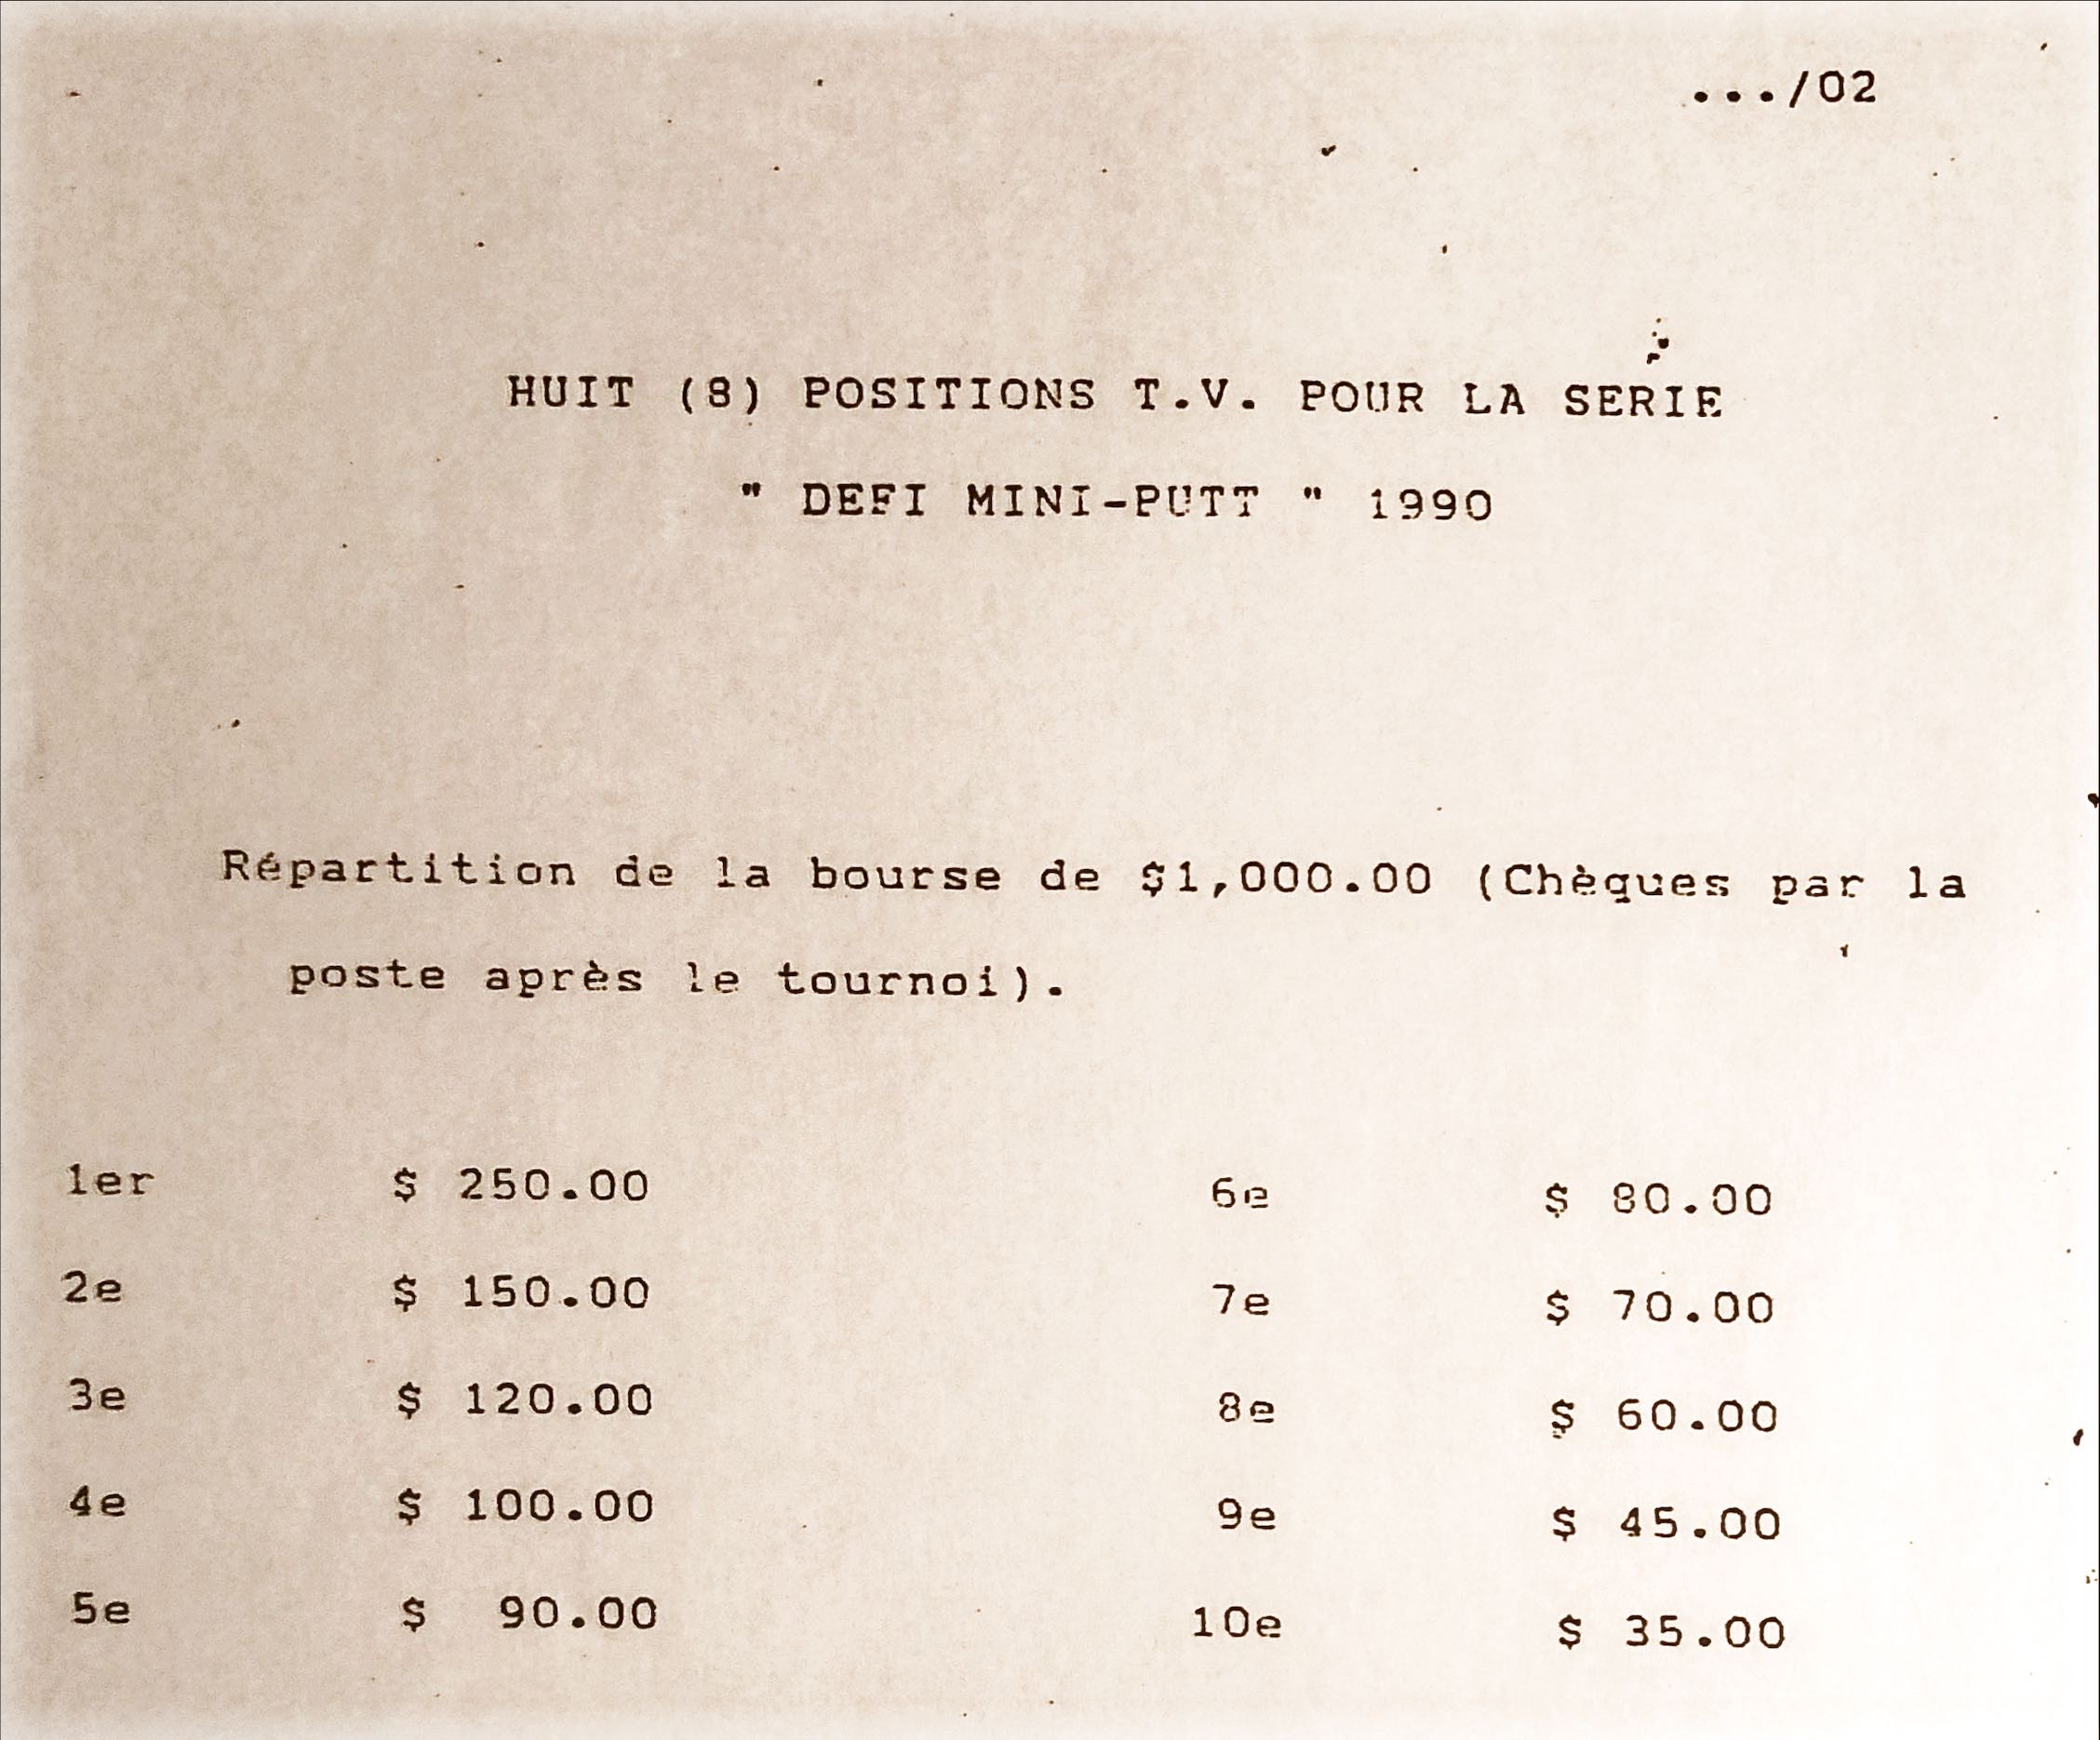 .../02
HUIT (8) POSITIONS T.V. POUR LA SERIE
" DEFI MINI-PUTT " 1990
Répartition de la bourse de $1,000.00 (Chèques par la
poste après le tournoi).
1er $ 250.00 6e $ 80.00
2e $ 150.00 7e $ 70.00
3e $ 120.00 8e $ 60.00
4e $ 100.00 9e $ 45.00
5e $ 90.00 10e $ 35.00